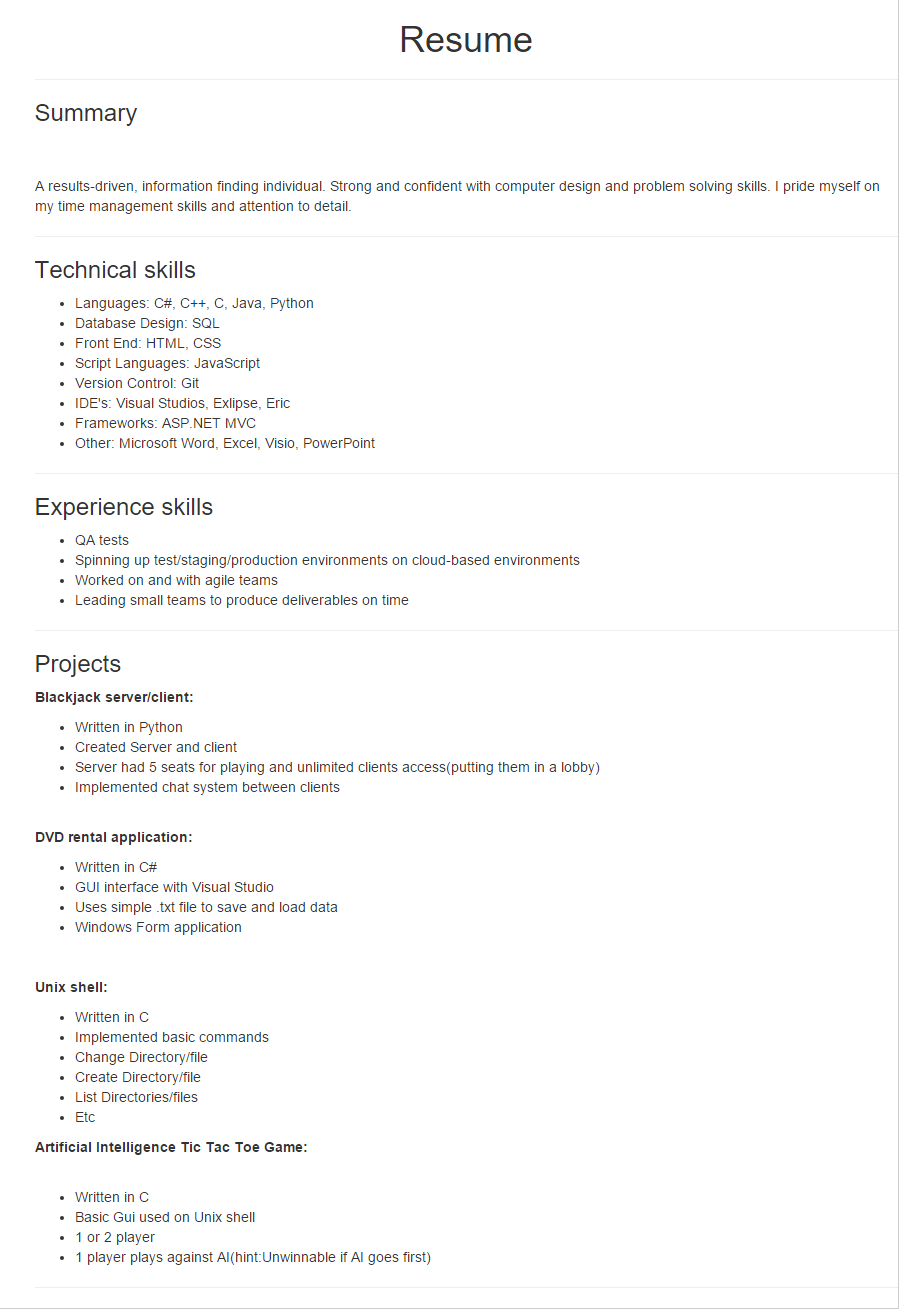 Resume
Summary
A results-driven, information finding individual. Strong and confident with computer design and problem solving skills. I pride myself on
my time management skills and attention to detail.
Technical skills
• Languages: C#, C++, C, Java, Python
• Database Design: SQL
• Front End: HTML, CSS
• Script Languages: JavaScript
• Version Control: Git
• IDE's: Visual Studios, Exlipse, Eric
• Frameworks: ASP.NET MVC
• Other: Microsoft Word, Excel, Visio, PowerPoint
Experience skills
• QA tests
• Spinning up test/staging/production environments on cloud-based environments
• Worked on and with agile teams
• Leading small teams to produce deliverables on time
Projects
Blackjack server/client:
• Written in Python
• Created Server and client
• Server had 5 seats for playing and unlimited clients access(putting them in a lobby)
• Implemented chat system between clients
DVD rental application:
• Written in C#
• GUI interface with Visual Studio
• Uses simple .txt file to save and load data
• Windows Form application
Unix shell:
• Written in C
• Implemented basic commands
• Change Directory/file
• Create Directory/file
• List Directories/files
• Etc
Artificial Intelligence Tic Tac Toe Game:
• Written in C
• Basic Gui used on Unix shell
• 1 or 2 player
• 1 player plays against AI(hint:Unwinnable if AI goes first)